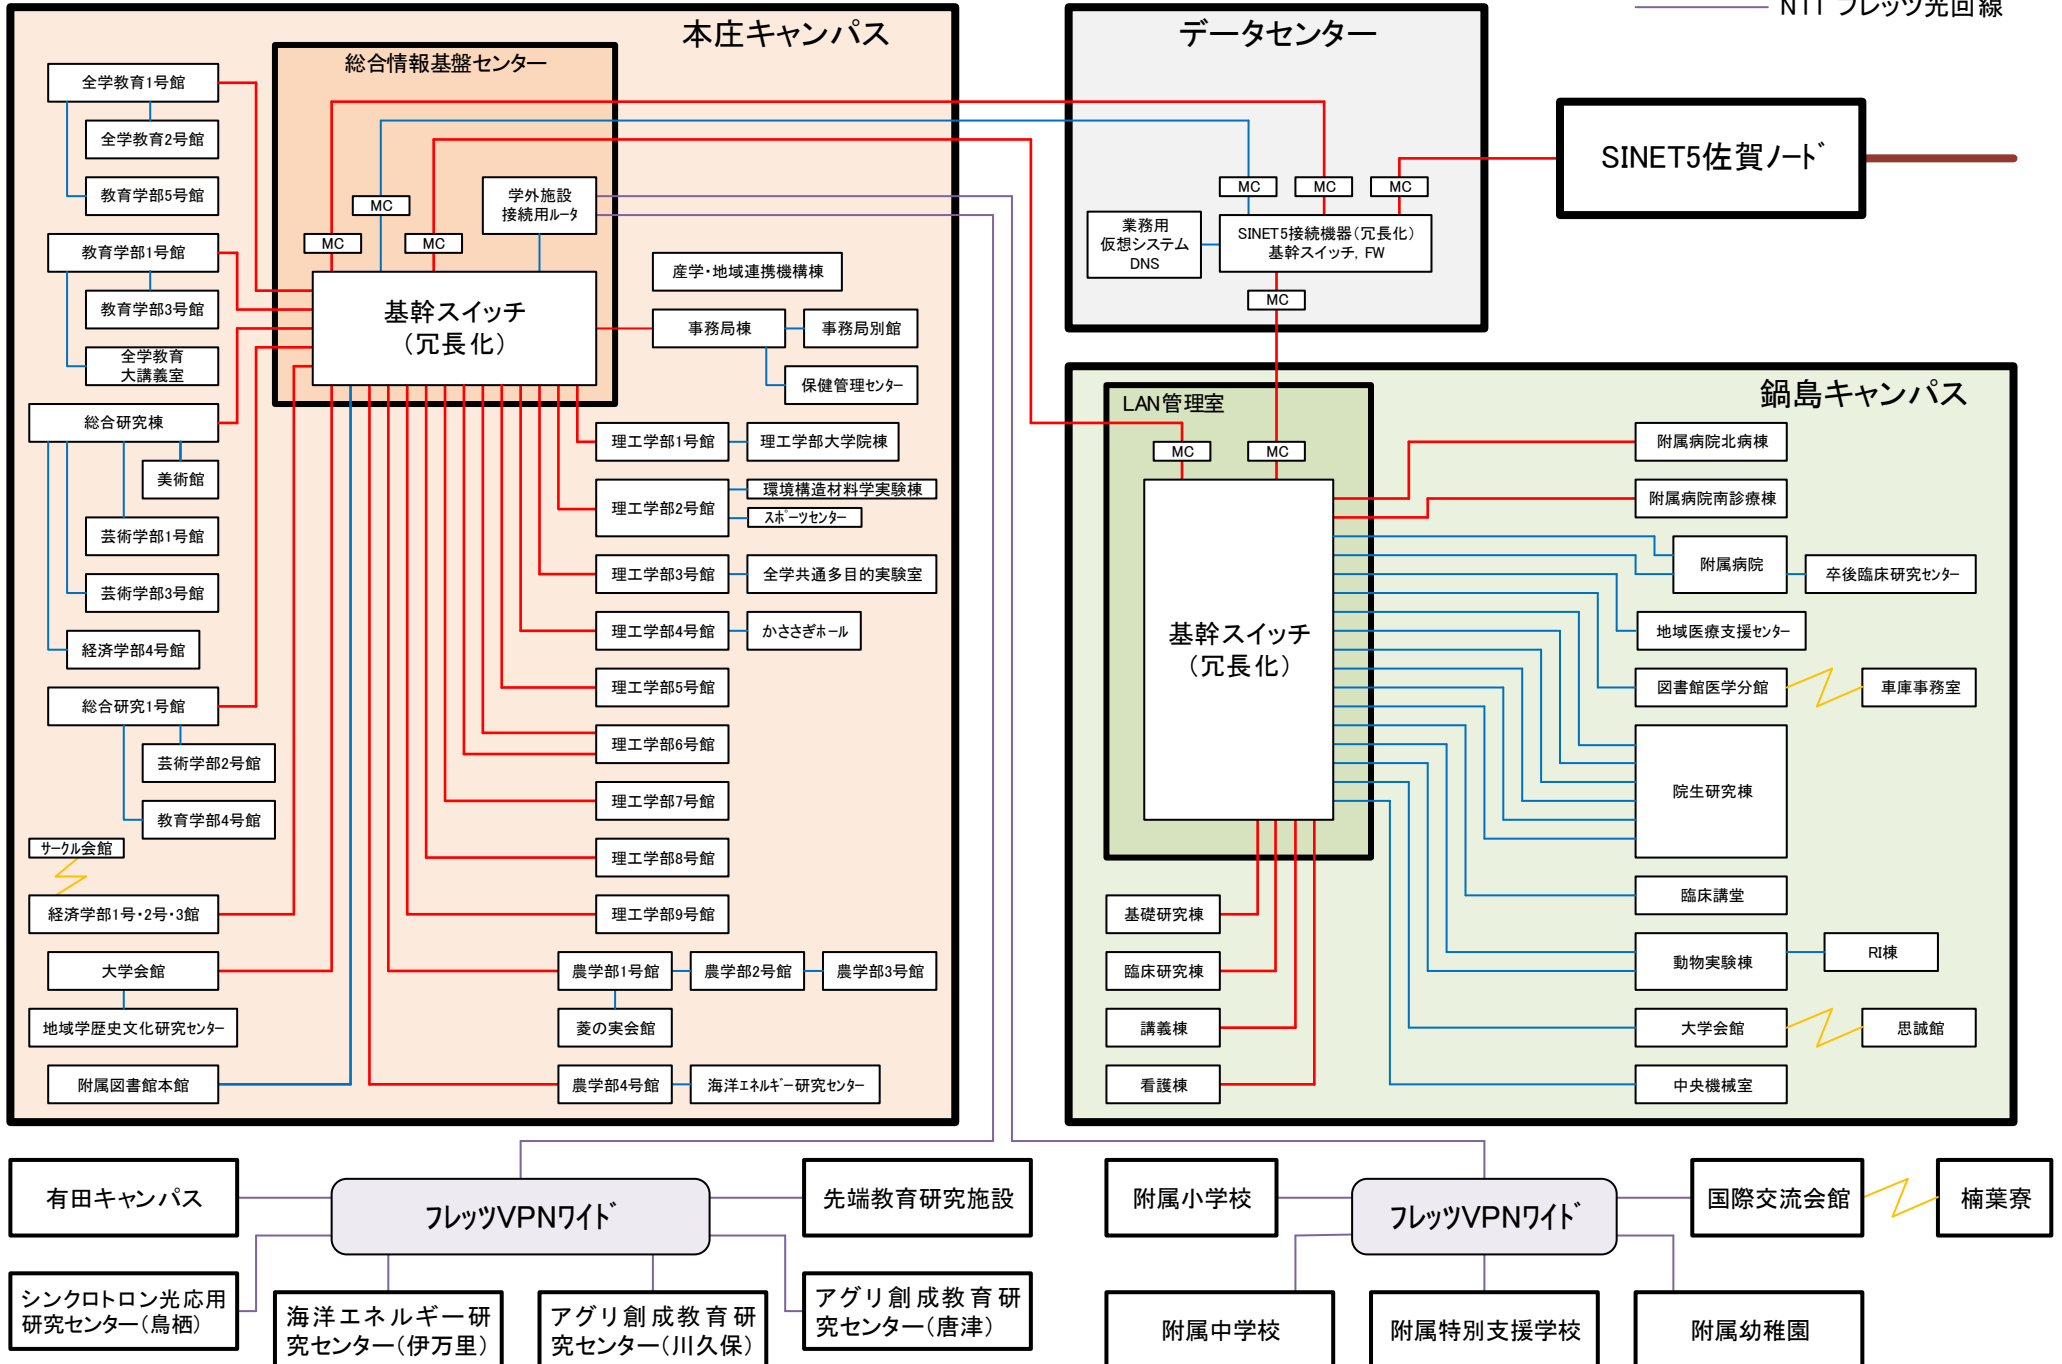 NTT フレッツ光回線
本庄キャンパス
総合情報基盤センター
全学教育1号館
全学教育2号館
教育学部5号館
教育学部1号館
教育学部3号館
全学教育
大講義室
総合研究棟
美術館
芸術学部1号館
芸術学部3号館
経済学部4号館
総合研究1号館
芸術学部2号館
教育学部4号館
サークル会館
経済学部1号・2号・3館
大学会館
地域学歴史文化研究センター
附属図書館本館
MC
MC
MC
学外施設
接続用ルータ
基幹スイッチ
(冗長化)
産学・地域連携機構棟
事務局棟
事務局別館
保健管理センター
理工学部1号館
理工学部大学院棟
理工学部2号館
環境構造材料学実験棟
スポーツセンター
理工学部3号館
全学共通多目的実験室
理工学部4号館
かささぎホール
理工学部5号館
理工学部6号館
理工学部7号館
理工学部8号館
理工学部9号館
農学部1号館
農学部2号館
農学部3号館
菱の実会館
農学部4号館
海洋エネルギー研究センター
データセンター
MC
MC
MC
業務用
仮想システム
DNS
SINET5接続機器(冗長化)
基幹スイッチ, FW
MC
SINET5佐賀ノード
鍋島キャンパス
LAN管理室
MC
MC
基幹スイッチ
(冗長化)
附属病院北病棟
附属病院南診療棟
附属病院
卒後臨床研究センター
地域医療支援センター
図書館医学分館
車庫事務室
院生研究棟
臨床講堂
動物実験棟
RI棟
大学会館
思誠館
中央機械室
基礎研究棟
臨床研究棟
講義棟
看護棟
有田キャンパス
フレッツVPNワイド
先端教育研究施設
シンクロトロン光応用
研究センター(鳥栖)
海洋エネルギー研
究センター(伊万里)
アグリ創成教育研
究センター(川久保)
アグリ創成教育研
究センター(唐津)
附属小学校
フレッツVPNワイド
国際交流会館
楠葉寮
附属中学校
附属特別支援学校
附属幼稚園